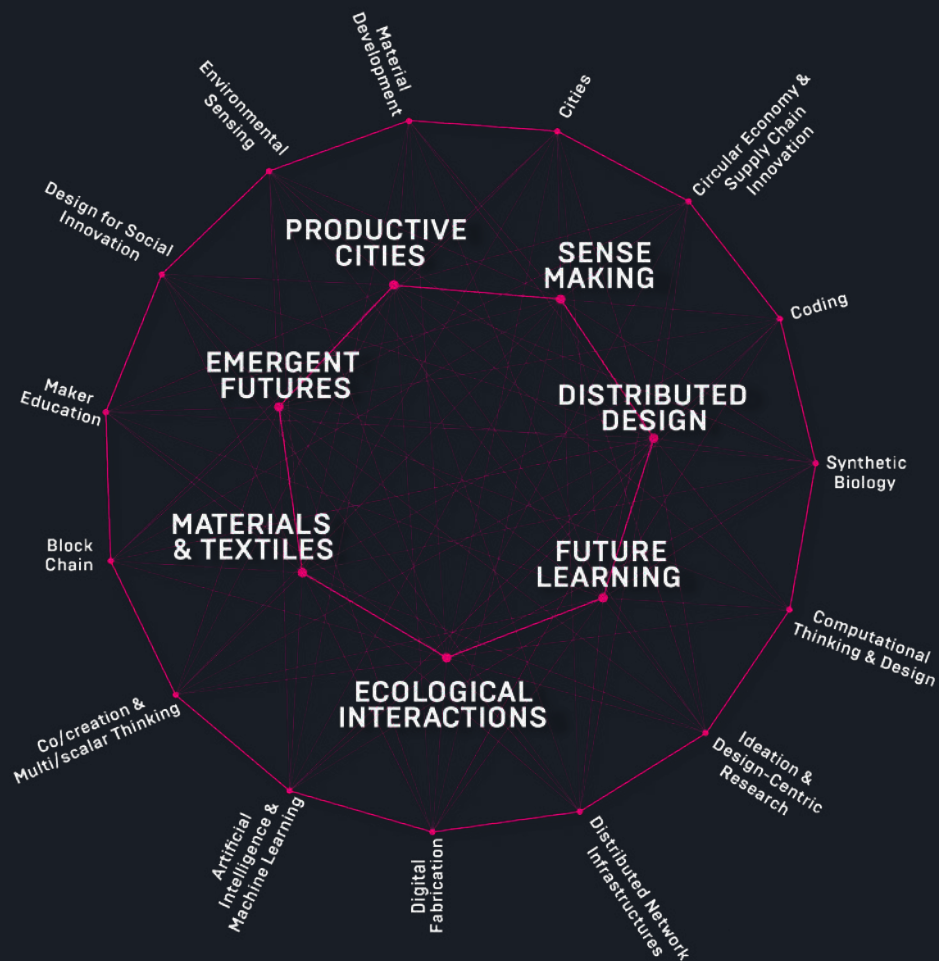 Material
Development
Cities
Circular Economy &
Supply Chain
Innovation
Coding
Synthetic
Biology
Computational
Thinking & Design
Ideation &
Design-Centric
Research
Distributed Network
Infrastructures
Digital
Fabrication
Artificial
Intelligence &
Machine Learning
Co/creation &
Multi/scalar Thinking
Block
Chain
Maker
Education
Design for Social
Innovation
Environmental
Sensing
PRODUCTIVE
CITIES
SENSE
MAKING
DISTRIBUTED
DESIGN
FUTURE
LEARNING
ECOLOGICAL
INTERACTIONS
MATERIALS
& TEXTILES
EMERGENT
FUTURES